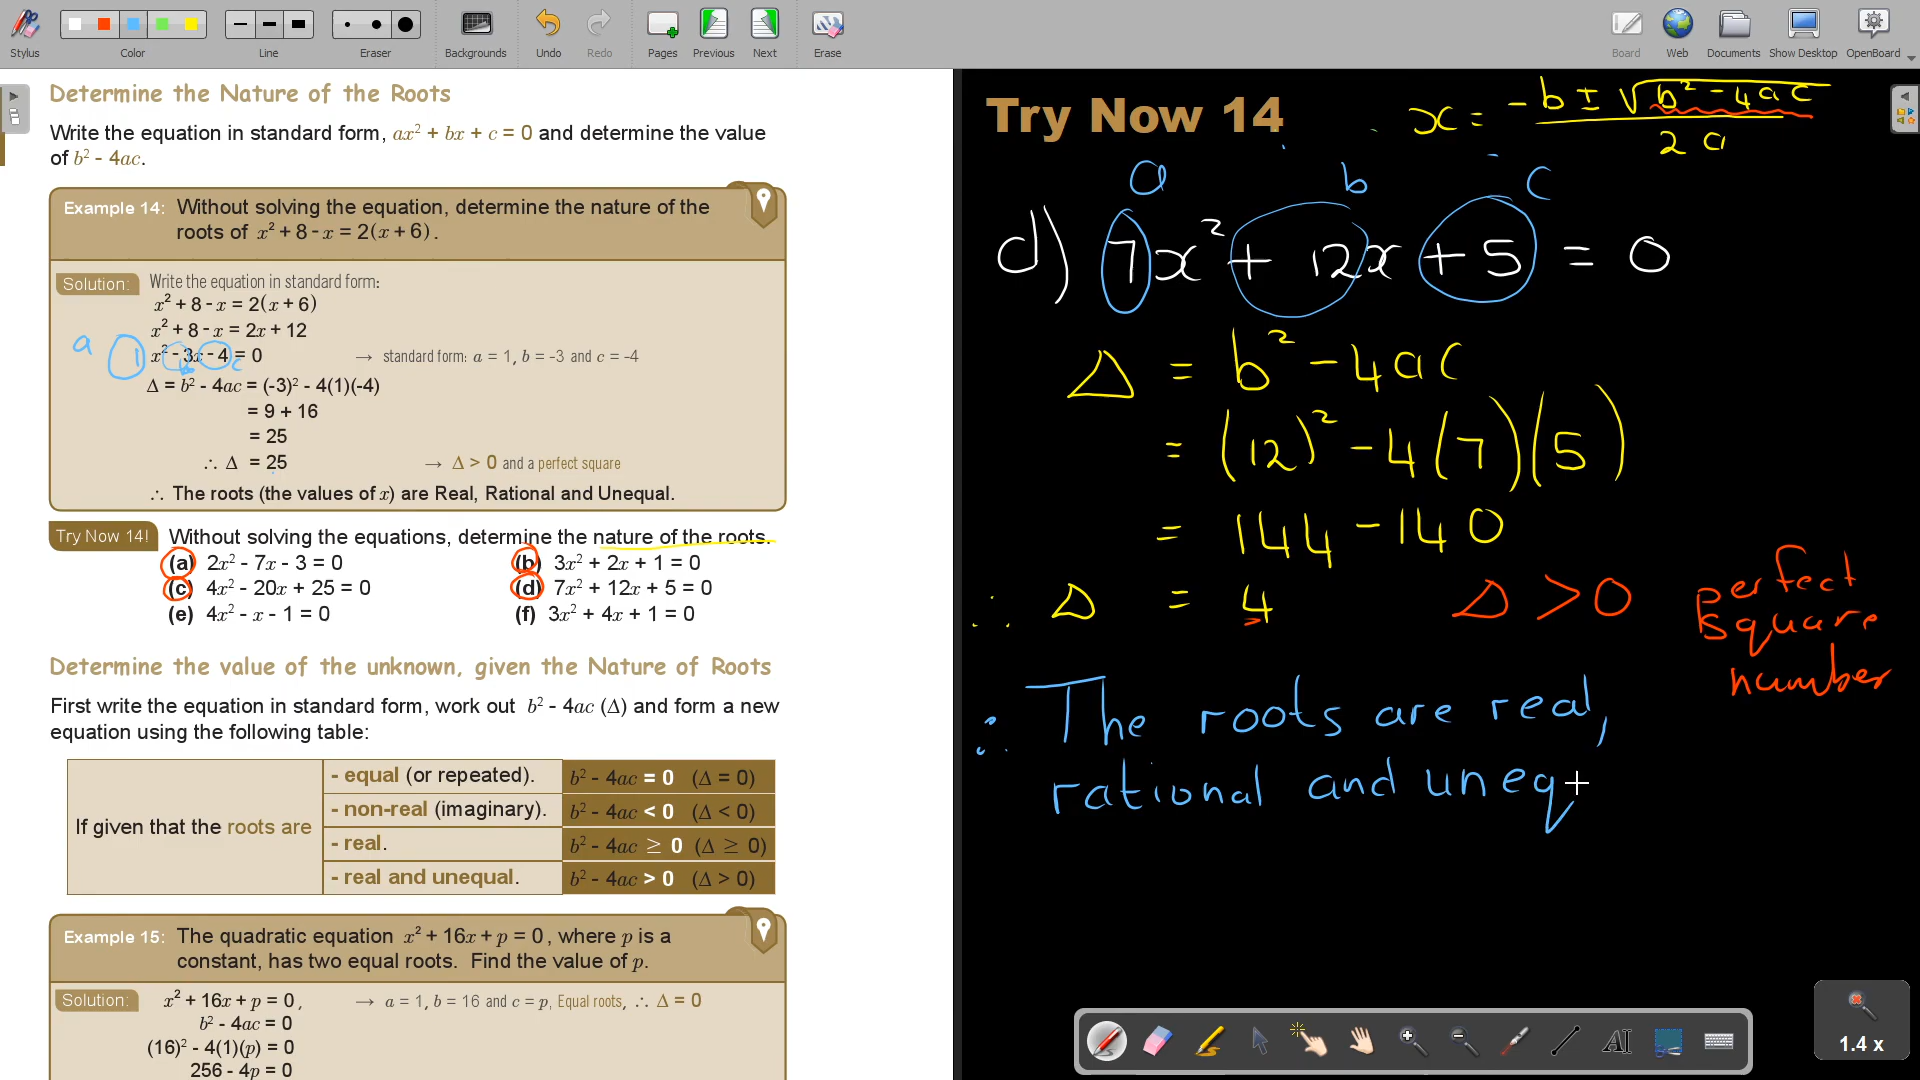 Stylus Color Line Eraser Backgrounds Undo Redo Pages Previous Next Erase Board Web Documents Show Desktop OpenBoard
Determine the Nature of the Roots
Write the equation in standard form, ax² + bx + c = 0 and determine the value
of b² - 4ac.
Example 14: Without solving the equation, determine the nature of the
roots of x² + 8 - x = 2(x + 6).
Solution: Write the equation in standard form:
x² + 8 - x = 2(x + 6)
x² + 8 - x = 2x + 12
a 1 x² - 3x - 4 = 0 → standard form: a = 1, b = -3 and c = -4
b c
Δ = b² - 4ac = (-3)² - 4(1)(-4)
= 9 + 16
= 25
∴ Δ = 25 → Δ > 0 and a perfect square
∴ The roots (the values of x) are Real, Rational and Unequal.
Try Now 14! Without solving the equations, determine the nature of the roots.
(a) 2x² - 7x - 3 = 0 (b) 3x² + 2x + 1 = 0
(c) 4x² - 20x + 25 = 0 (d) 7x² + 12x + 5 = 0
(e) 4x² - x - 1 = 0 (f) 3x² + 4x + 1 = 0
Determine the value of the unknown, given the Nature of Roots
First write the equation in standard form, work out b² - 4ac (Δ) and form a new
equation using the following table:
If given that the roots are
- equal (or repeated). b² - 4ac = 0 (Δ = 0)
- non-real (imaginary). b² - 4ac < 0 (Δ < 0)
- real. b² - 4ac ≥ 0 (Δ ≥ 0)
- real and unequal. b² - 4ac > 0 (Δ > 0)
Example 15: The quadratic equation x² + 16x + p = 0, where p is a
constant, has two equal roots. Find the value of p.
Solution: x² + 16x + p = 0, → a = 1, b = 16 and c = p, Equal roots, ∴ Δ = 0
b² - 4ac = 0
(16)² - 4(1)(p) = 0
256 - 4p = 0
Try Now 14
x = -b ± √b² - 4ac
2a
a b c
d) 7x² + 12x + 5 = 0
Δ = b² - 4ac
= (12)² - 4(7)(5)
= 144 - 140
∴ Δ = 4 Δ > 0
perfect
square
number
∴ The roots are real,
rational and uneq
1.4 x